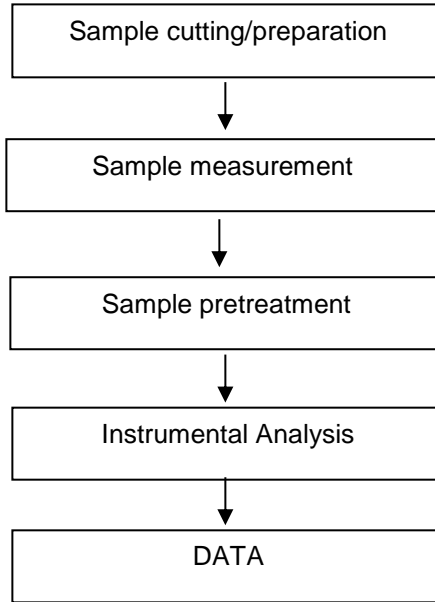 Sample cutting/preparation
Sample measurement
Sample pretreatment
Instrumental Analysis
DATA